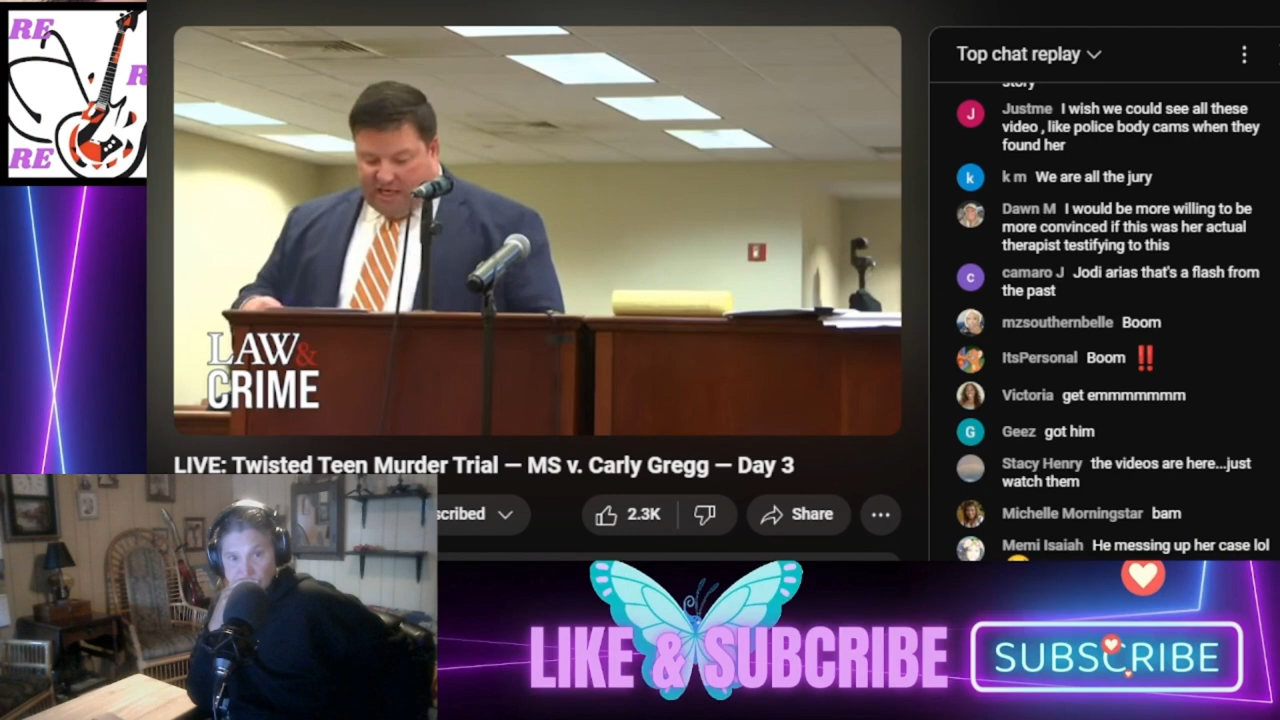 RE
R
RE
LAW&
CRIME
LIVE: Twisted Teen Murder Trial — MS v. Carly Gregg — Day 3
scribed
2.3K
Share
Top chat replay
story
Justme I wish we could see all these
video , like police body cams when they
found her
k m We are all the jury
Dawn M I would be more willing to be
more convinced if this was her actual
therapist testifying to this
camaro J Jodi arias that's a flash from
the past
mzsouthernbelle Boom
ItsPersonal Boom ‼️
Victoria get emmmmmmm
Geez got him
Stacy Henry the videos are here...just
watch them
Michelle Morningstar bam
Memi Isaiah He messing up her case lol
LIKE & SUBCRIBE
SUBSCRIBE